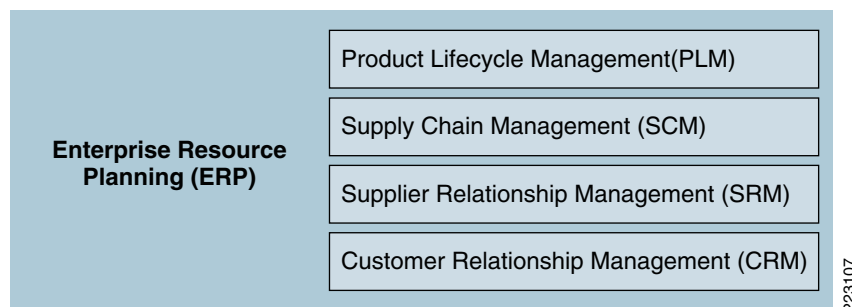 Enterprise Resource
Planning (ERP)
Product Lifecycle Management(PLM)
Supply Chain Management (SCM)
Supplier Relationship Management (SRM)
Customer Relationship Management (CRM)
223107